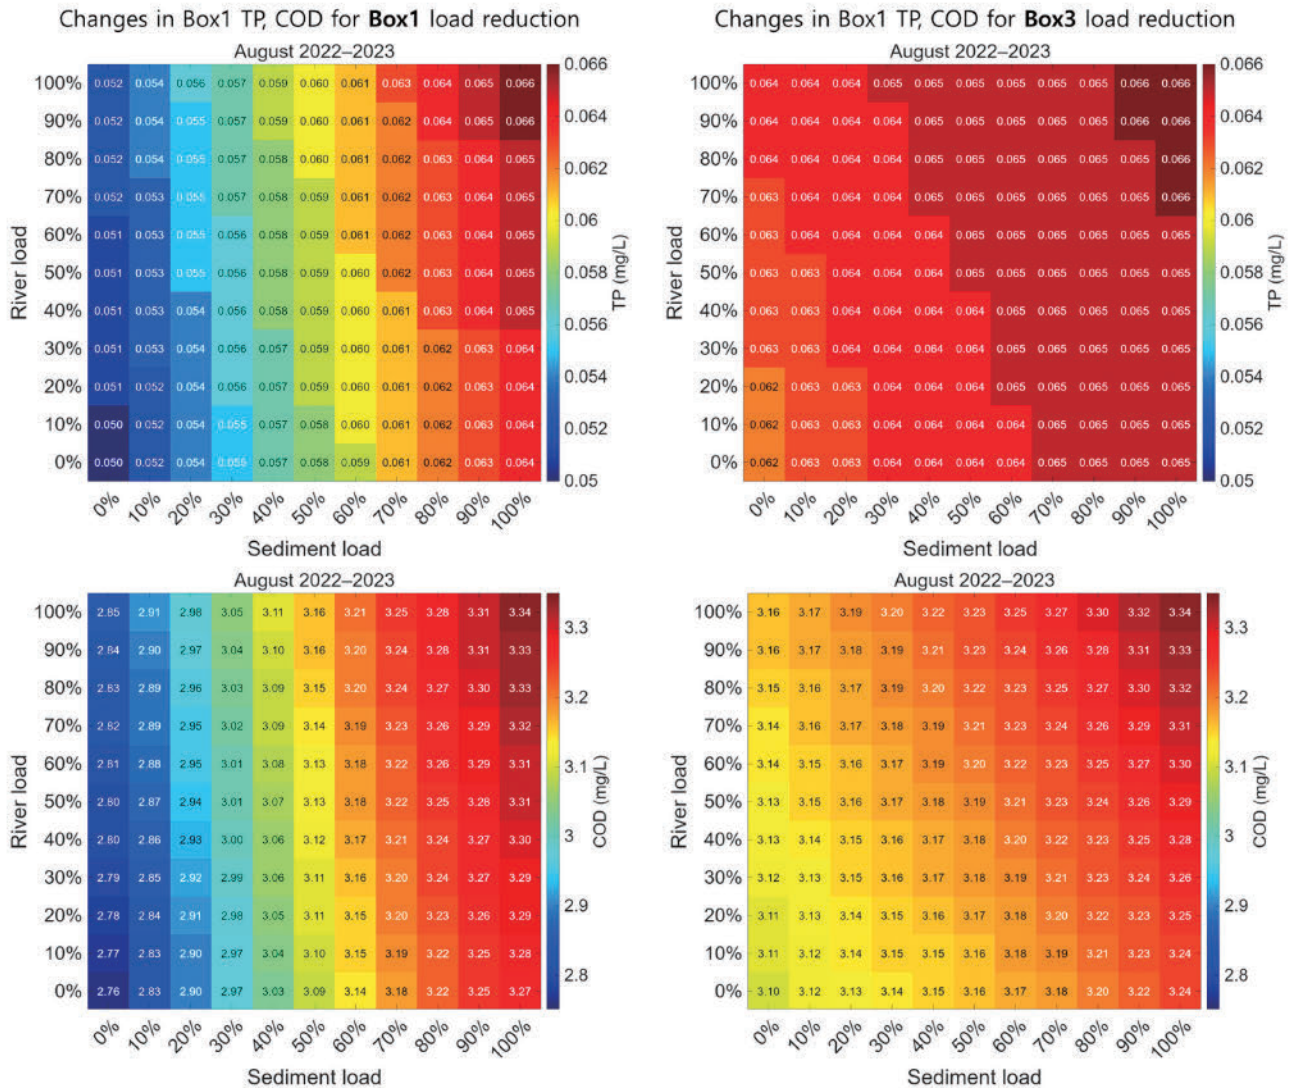 Changes in Box1 TP, COD for Box1 load reduction
August 2022–2023
River load
100% 0.052 0.054 0.056 0.057 0.059 0.060 0.061 0.063 0.064 0.065 0.066
90% 0.052 0.054 0.055 0.057 0.059 0.060 0.061 0.062 0.064 0.065 0.066
80% 0.052 0.054 0.055 0.057 0.058 0.060 0.061 0.062 0.063 0.064 0.065
70% 0.052 0.053 0.055 0.057 0.058 0.059 0.061 0.062 0.063 0.064 0.065
60% 0.051 0.053 0.055 0.056 0.058 0.059 0.061 0.062 0.063 0.064 0.065
50% 0.051 0.053 0.055 0.056 0.058 0.059 0.060 0.062 0.063 0.064 0.065
40% 0.051 0.053 0.054 0.056 0.058 0.059 0.060 0.061 0.063 0.064 0.065
30% 0.051 0.053 0.054 0.056 0.057 0.059 0.060 0.061 0.062 0.063 0.064
20% 0.051 0.052 0.054 0.056 0.057 0.059 0.060 0.061 0.062 0.063 0.064
10% 0.050 0.052 0.054 0.055 0.057 0.058 0.060 0.061 0.062 0.063 0.064
0% 0.050 0.052 0.054 0.055 0.057 0.058 0.059 0.061 0.062 0.063 0.064
0% 10% 20% 30% 40% 50% 60% 70% 80% 90% 100%
Sediment load
0.066
0.064
0.062
0.06
0.058
0.056
0.054
0.052
0.05
TP (mg/L)
Changes in Box1 TP, COD for Box3 load reduction
August 2022–2023
River load
100% 0.064 0.064 0.064 0.065 0.065 0.065 0.065 0.065 0.065 0.066 0.066
90% 0.064 0.064 0.064 0.064 0.065 0.065 0.065 0.065 0.065 0.066 0.066
80% 0.064 0.064 0.064 0.064 0.065 0.065 0.065 0.065 0.065 0.065 0.066
70% 0.063 0.064 0.064 0.064 0.065 0.065 0.065 0.065 0.065 0.065 0.066
60% 0.063 0.064 0.064 0.064 0.064 0.065 0.065 0.065 0.065 0.065 0.065
50% 0.063 0.063 0.064 0.064 0.064 0.065 0.065 0.065 0.065 0.065 0.065
40% 0.063 0.063 0.064 0.064 0.064 0.064 0.065 0.065 0.065 0.065 0.065
30% 0.063 0.063 0.064 0.064 0.064 0.064 0.065 0.065 0.065 0.065 0.065
20% 0.062 0.063 0.063 0.064 0.064 0.064 0.065 0.065 0.065 0.065 0.065
10% 0.062 0.063 0.063 0.064 0.064 0.064 0.064 0.065 0.065 0.065 0.065
0% 0.062 0.063 0.063 0.064 0.064 0.064 0.064 0.065 0.065 0.065 0.065
0% 10% 20% 30% 40% 50% 60% 70% 80% 90% 100%
Sediment load
0.066
0.064
0.062
0.06
0.058
0.056
0.054
0.052
0.05
TP (mg/L)
August 2022–2023
River load
100% 2.85 2.91 2.98 3.05 3.11 3.16 3.21 3.25 3.28 3.31 3.34
90% 2.84 2.90 2.97 3.04 3.10 3.16 3.20 3.24 3.28 3.31 3.33
80% 2.83 2.89 2.96 3.03 3.09 3.15 3.20 3.24 3.27 3.30 3.33
70% 2.82 2.89 2.95 3.02 3.09 3.14 3.19 3.23 3.26 3.29 3.32
60% 2.81 2.88 2.95 3.01 3.08 3.13 3.18 3.22 3.26 3.29 3.31
50% 2.80 2.87 2.94 3.01 3.07 3.13 3.18 3.22 3.25 3.28 3.31
40% 2.80 2.86 2.93 3.00 3.06 3.12 3.17 3.21 3.24 3.27 3.30
30% 2.79 2.85 2.92 2.99 3.06 3.11 3.16 3.20 3.24 3.27 3.29
20% 2.78 2.84 2.91 2.98 3.05 3.11 3.15 3.20 3.23 3.26 3.29
10% 2.77 2.83 2.90 2.97 3.04 3.10 3.15 3.19 3.22 3.25 3.28
0% 2.76 2.83 2.90 2.97 3.03 3.09 3.14 3.18 3.22 3.25 3.27
0% 10% 20% 30% 40% 50% 60% 70% 80% 90% 100%
Sediment load
3.3
3.2
3.1
3
2.9
2.8
COD (mg/L)
August 2022–2023
River load
100% 3.16 3.17 3.19 3.20 3.22 3.23 3.25 3.27 3.30 3.32 3.34
90% 3.16 3.17 3.18 3.19 3.21 3.23 3.24 3.26 3.28 3.31 3.33
80% 3.15 3.16 3.17 3.19 3.20 3.22 3.23 3.25 3.27 3.30 3.32
70% 3.14 3.16 3.17 3.18 3.19 3.21 3.23 3.24 3.26 3.29 3.31
60% 3.14 3.15 3.16 3.17 3.19 3.20 3.22 3.23 3.25 3.27 3.30
50% 3.13 3.15 3.16 3.17 3.18 3.19 3.21 3.23 3.24 3.26 3.29
40% 3.13 3.14 3.15 3.16 3.17 3.18 3.20 3.22 3.23 3.25 3.28
30% 3.12 3.13 3.15 3.16 3.17 3.18 3.19 3.21 3.23 3.24 3.26
20% 3.11 3.13 3.14 3.15 3.16 3.17 3.18 3.20 3.22 3.23 3.25
10% 3.11 3.12 3.14 3.15 3.15 3.16 3.18 3.19 3.21 3.23 3.24
0% 3.10 3.12 3.13 3.14 3.15 3.16 3.17 3.18 3.20 3.22 3.24
0% 10% 20% 30% 40% 50% 60% 70% 80% 90% 100%
Sediment load
3.3
3.2
3.1
3
2.9
2.8
COD (mg/L)